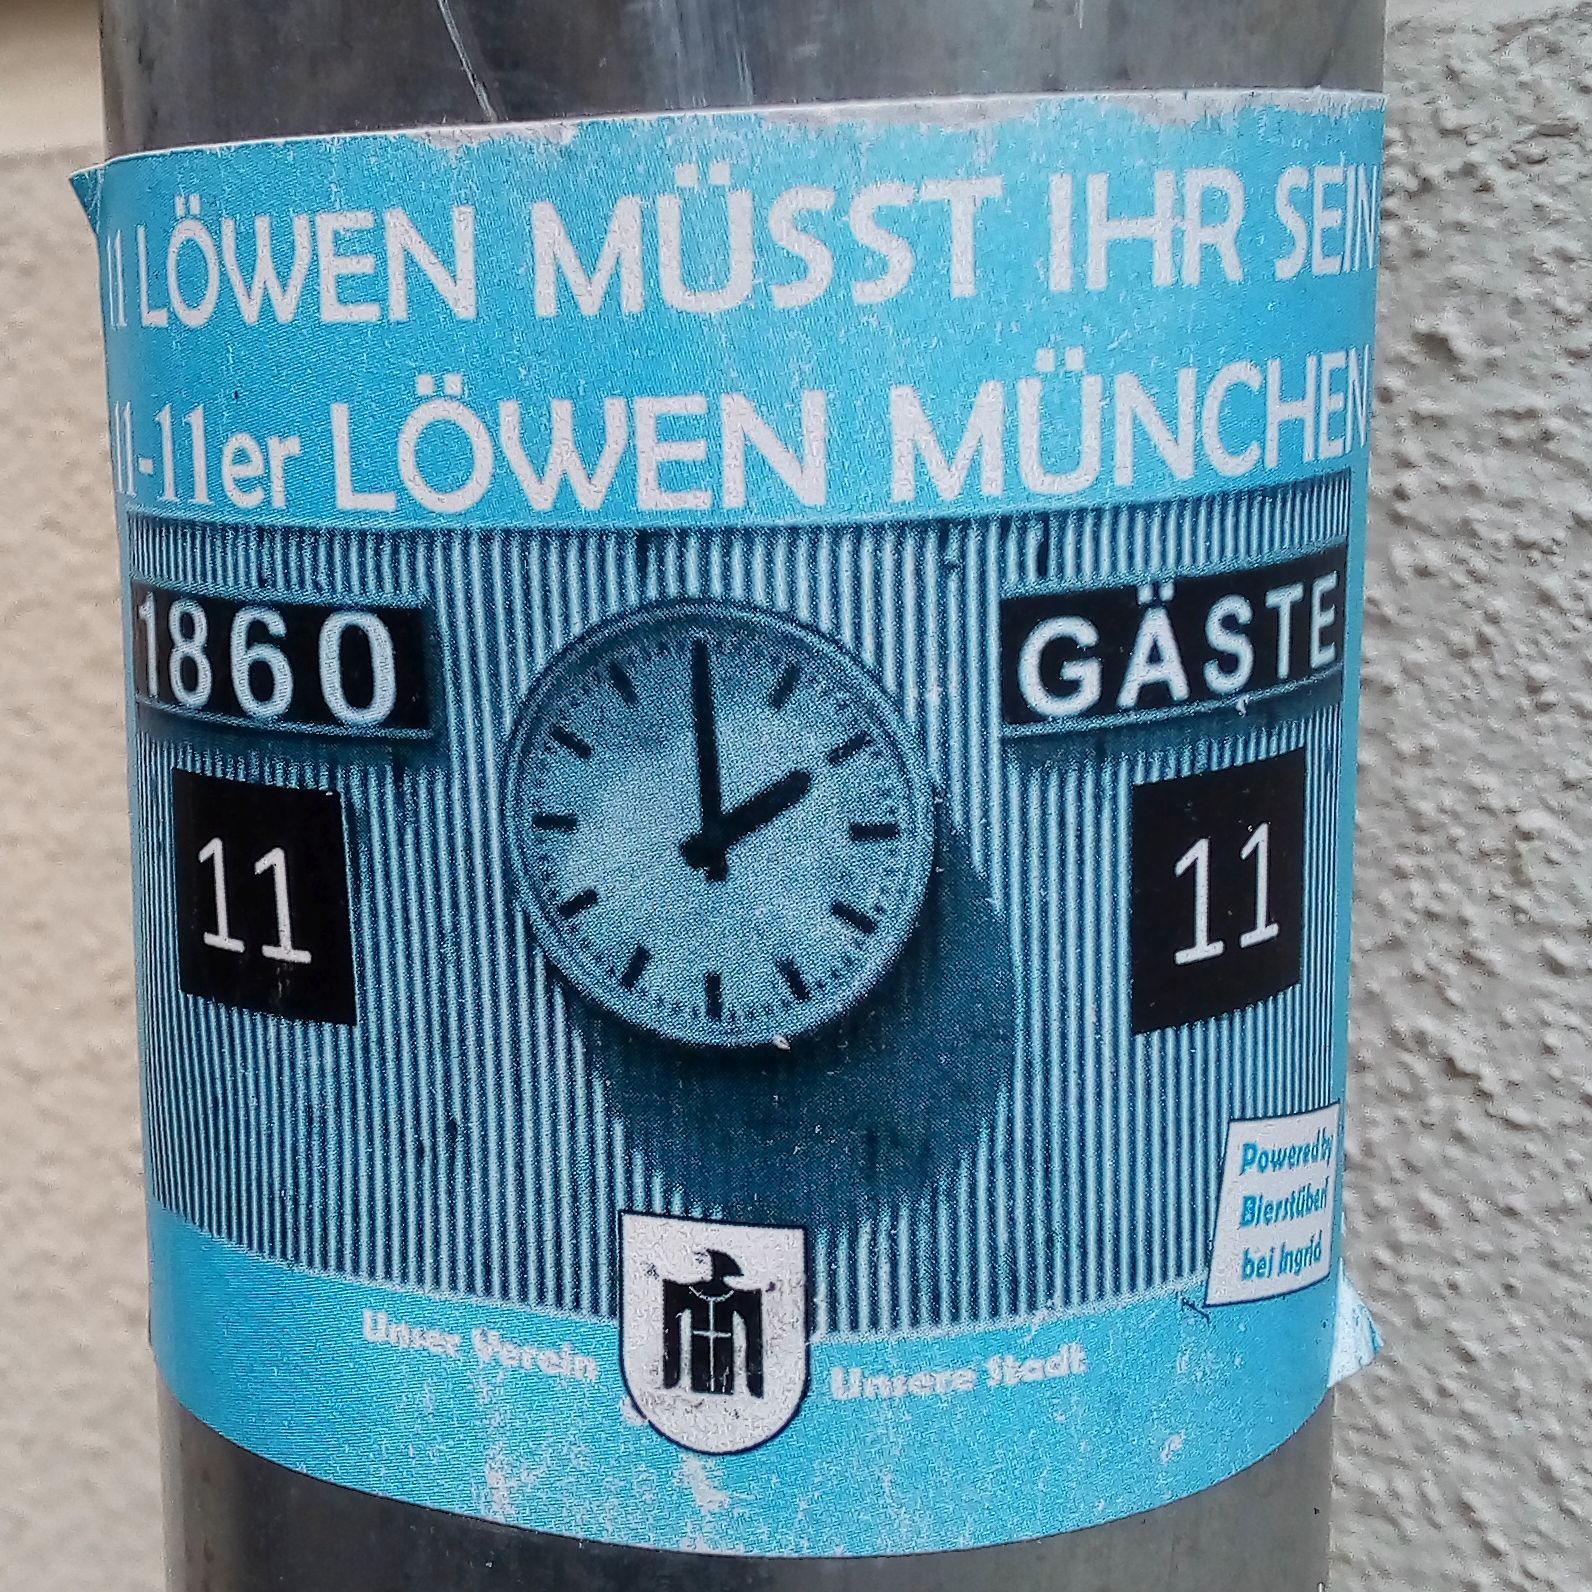 11 LÖWEN MÜSST IHR SEIN
11-11er LÖWEN MÜNCHEN
1860
GÄSTE
11
11
Powered by
Bierstüberl
bei Ingrid
Unser Verein
Unsere Stadt